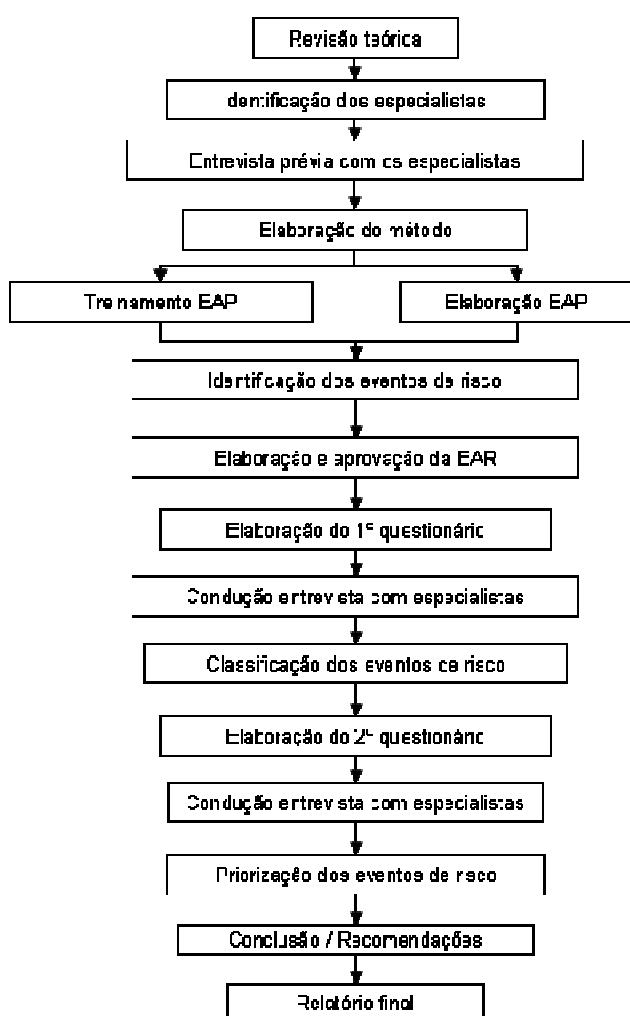 Revisão teórica
dentificação dos especialistas
Entrevista prévia com os especialistas
Elaboração do método
Treinamento EAP
Elaboração EAP
Identificação dos eventos de risco
Elaboração e aprovação da EAR
Elaboração do 1º questionário
Condução entrevista com especialistas
Classificação dos eventos de risco
Elaboração do 2º questionário
Condução entrevista com especialistas
Priorização dos eventos de risco
Conclusão / Recomendações
Relatório final